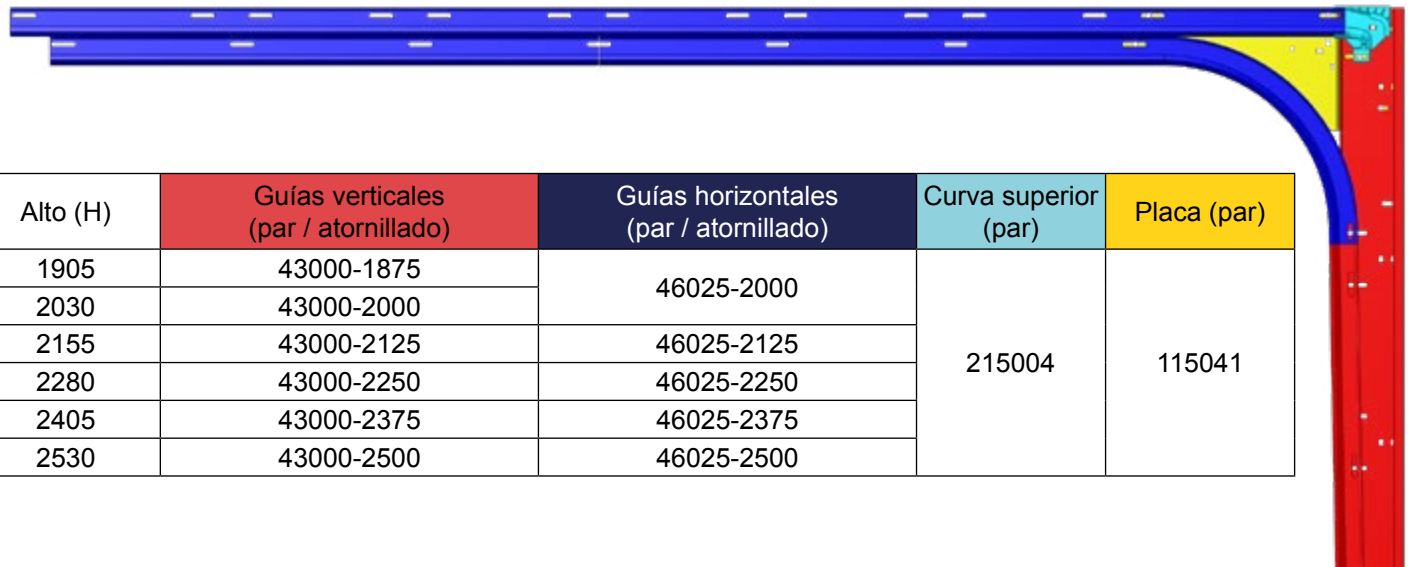 Alto (H)
Guías verticales
(par / atornillado)
Guías horizontales
(par / atornillado)
Curva superior
(par)
Placa (par)
1905
43000-1875
46025-2000
215004
115041
2030
43000-2000
2155
43000-2125
46025-2125
2280
43000-2250
46025-2250
2405
43000-2375
46025-2375
2530
43000-2500
46025-2500